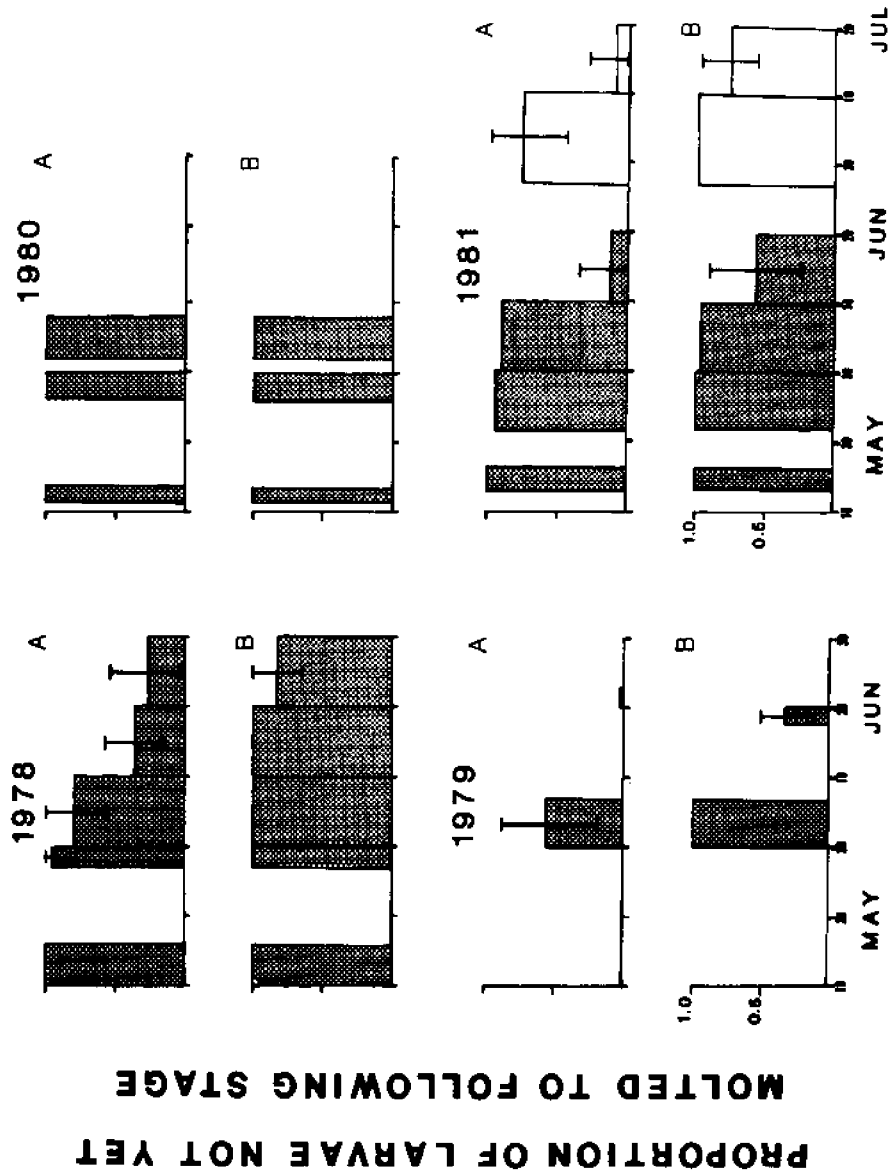 PROPORTION OF LARVAE NOT YET
MOLTED TO FOLLOWING STAGE
1978
A
B
1980
A
B
1979
A
B
1.0
0.5
MAY
JUN
1981
A
B
1.0
0.5
MAY
JUN
JUL